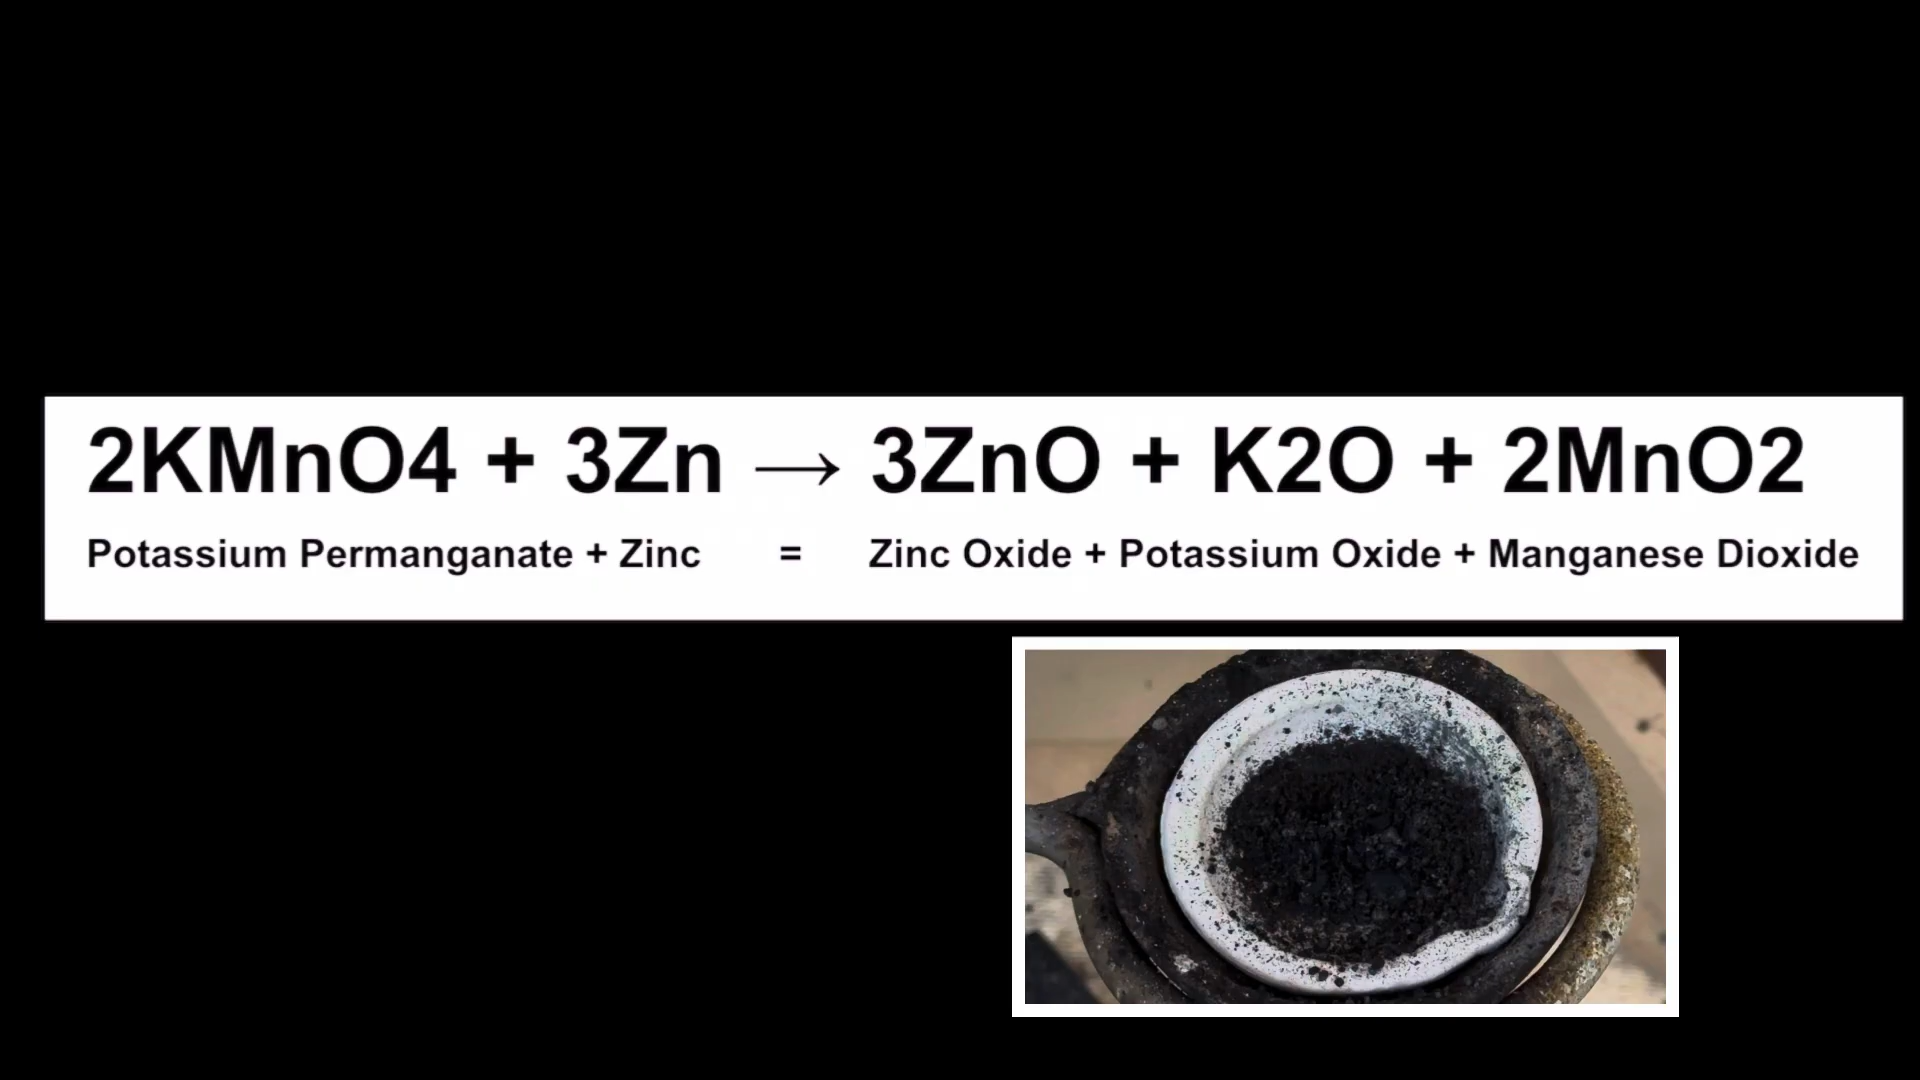 2KMnO4 + 3Zn → 3ZnO + K2O + 2MnO2
Potassium Permanganate + Zinc = Zinc Oxide + Potassium Oxide + Manganese Dioxide